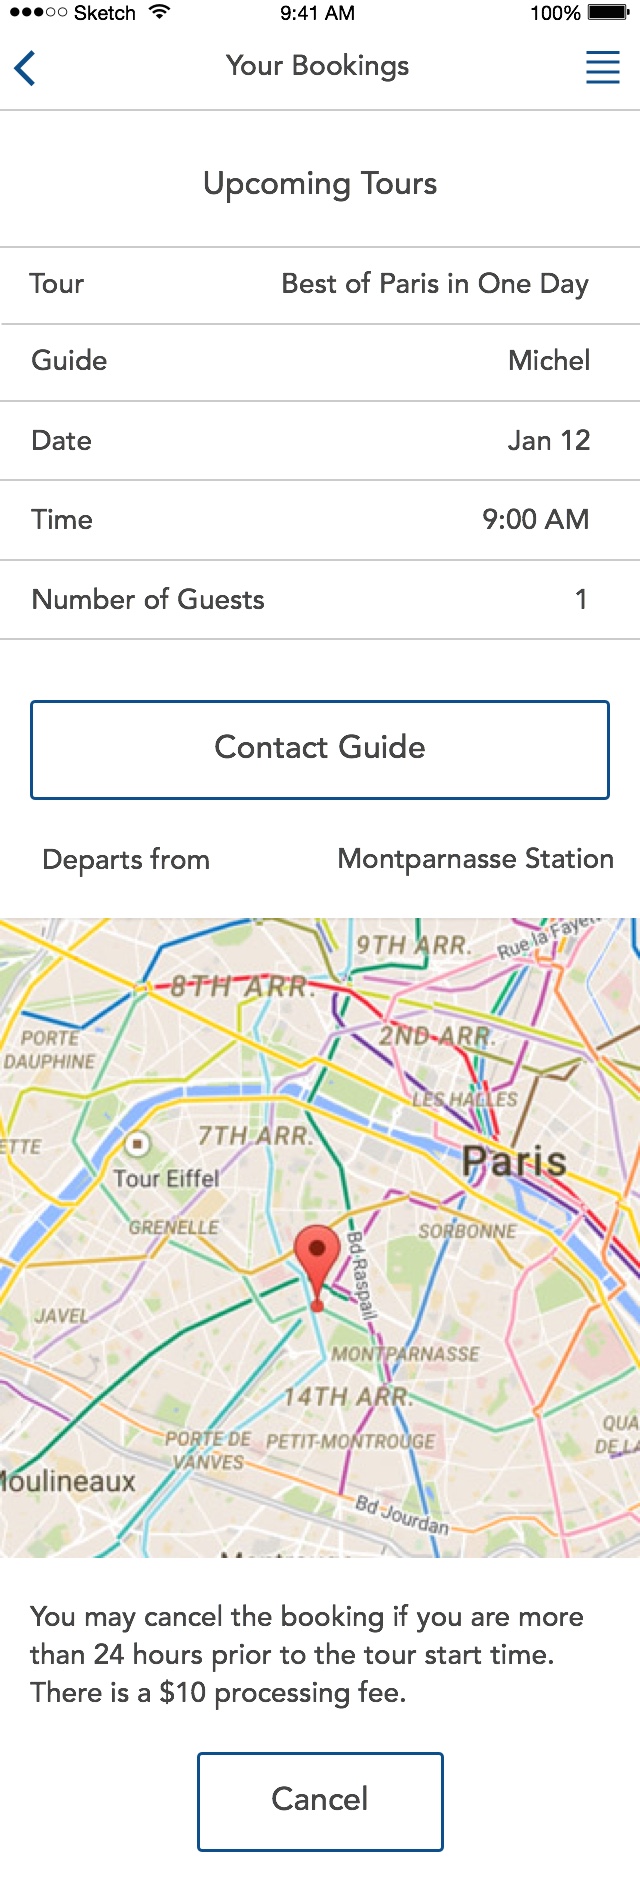 Sketch 9:41 AM 100%
Your Bookings
Upcoming Tours
Tour Best of Paris in One Day
Guide Michel
Date Jan 12
Time 9:00 AM
Number of Guests 1
Contact Guide
Departs from Montparnasse Station
9TH ARR.
Rue la
8TH ARR.
2ND ARR.
PORTE
DAUPHINE
LES HALLES
7TH ARR.
ETTE
Paris
Tour Eiffel
GRENELLE
SORBONNE
Bd Raspail
JAVEL
MONTPARNASSE
14TH ARR.
QUA
DE LA
PORTE DE
VANVES
PETIT-MONTROUGE
Moulineaux
Bd Jourdan
You may cancel the booking if you are more
than 24 hours prior to the tour start time.
There is a $10 processing fee.
Cancel